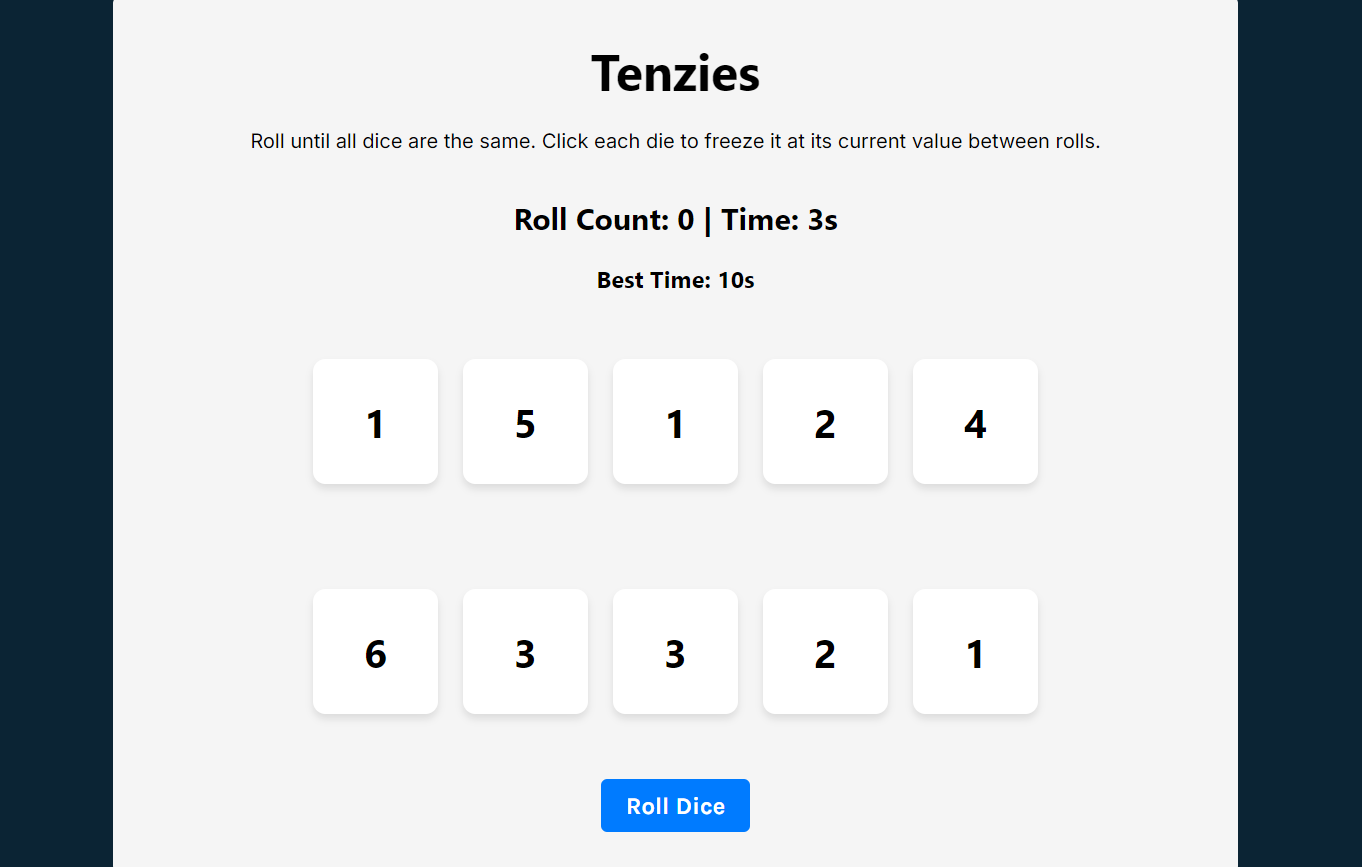 Tenzies
Roll until all dice are the same. Click each die to freeze it at its current value between rolls.
Roll Count: 0 | Time: 3s
Best Time: 10s
1 5 1 2 4
6 3 3 2 1
Roll Dice